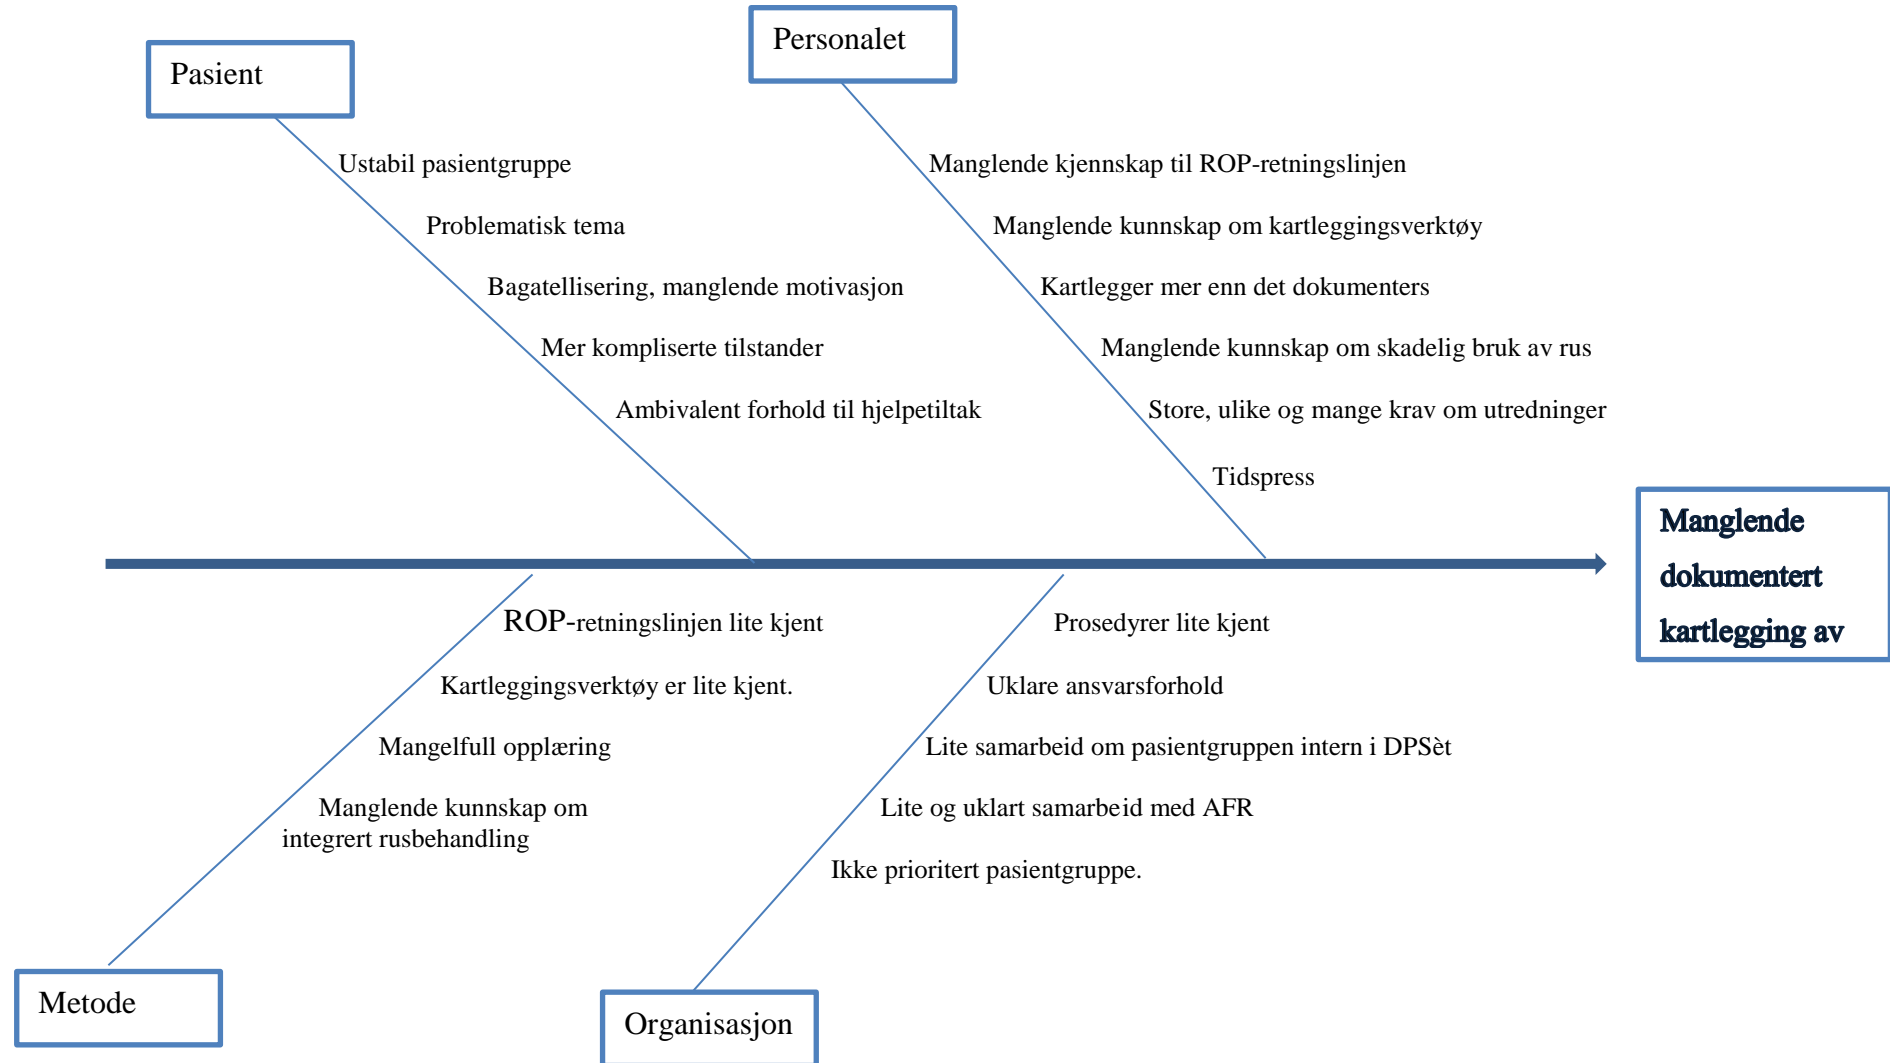 Pasient
Ustabil pasientgruppe
Problematisk tema
Bagatellisering, manglende motivasjon
Mer kompliserte tilstander
Ambivalent forhold til hjelpetiltak
Personalet
Manglende kjennskap til ROP-retningslinjen
Manglende kunnskap om kartleggingsverktøy
Kartlegger mer enn det dokumenters
Manglende kunnskap om skadelig bruk av rus
Store, ulike og mange krav om utredninger
Tidspress
Manglende
dokumentert
kartlegging av
ROP-retningslinjen lite kjent
Kartleggingsverktøy er lite kjent.
Mangelfull opplæring
Manglende kunnskap om
integrert rusbehandling
Metode
Prosedyrer lite kjent
Uklare ansvarsforhold
Lite samarbeid om pasientgruppen intern i DPSèt
Lite og uklart samarbeid med AFR
Ikke prioritert pasientgruppe.
Organisasjon